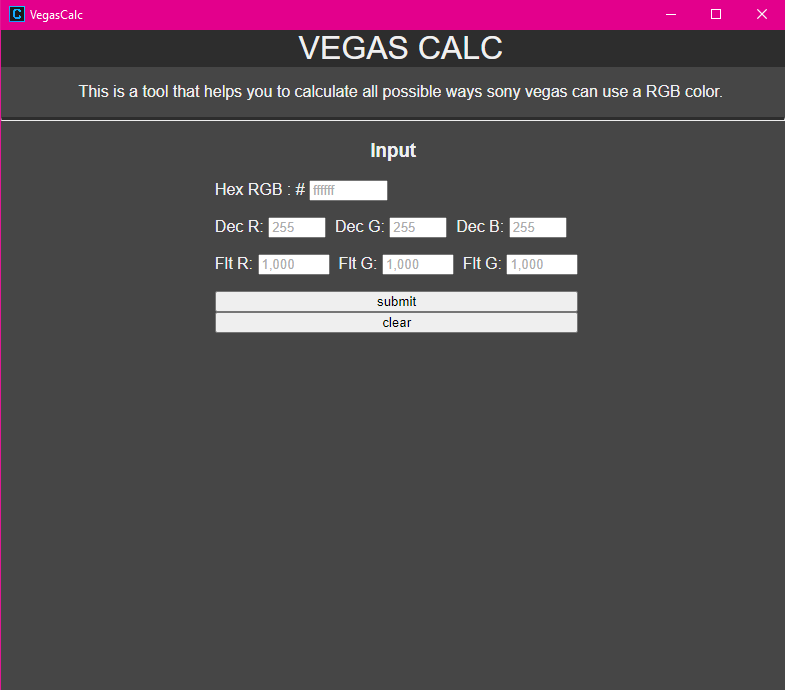 VegasCalc
VEGAS CALC
This is a tool that helps you to calculate all possible ways sony vegas can use a RGB color.
Input
Hex RGB : # ffffff
Dec R: 255 Dec G: 255 Dec B: 255
Flt R: 1,000 Flt G: 1,000 Flt G: 1,000
submit
clear